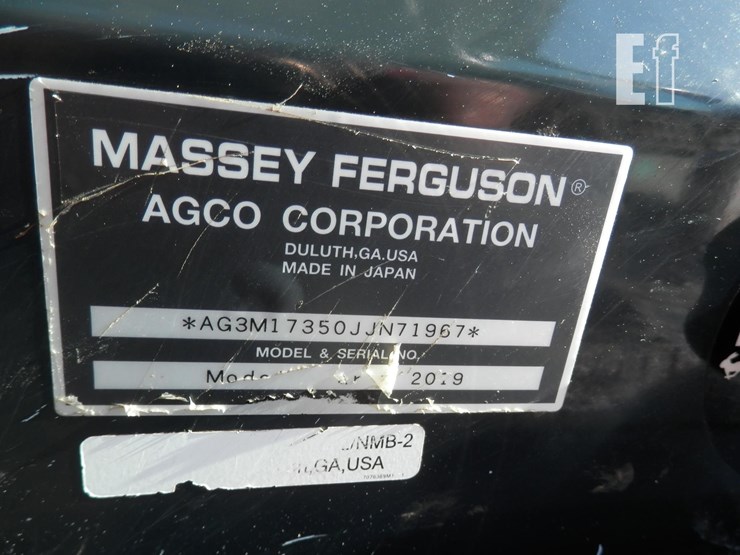 Ef
MASSEY FERGUSON®
AGCO CORPORATION
DULUTH,GA.USA
MADE IN JAPAN
*AG3M17350JJN71967*
MODEL & SERIAL NO.
2019
/NMB-2
,GA,USA